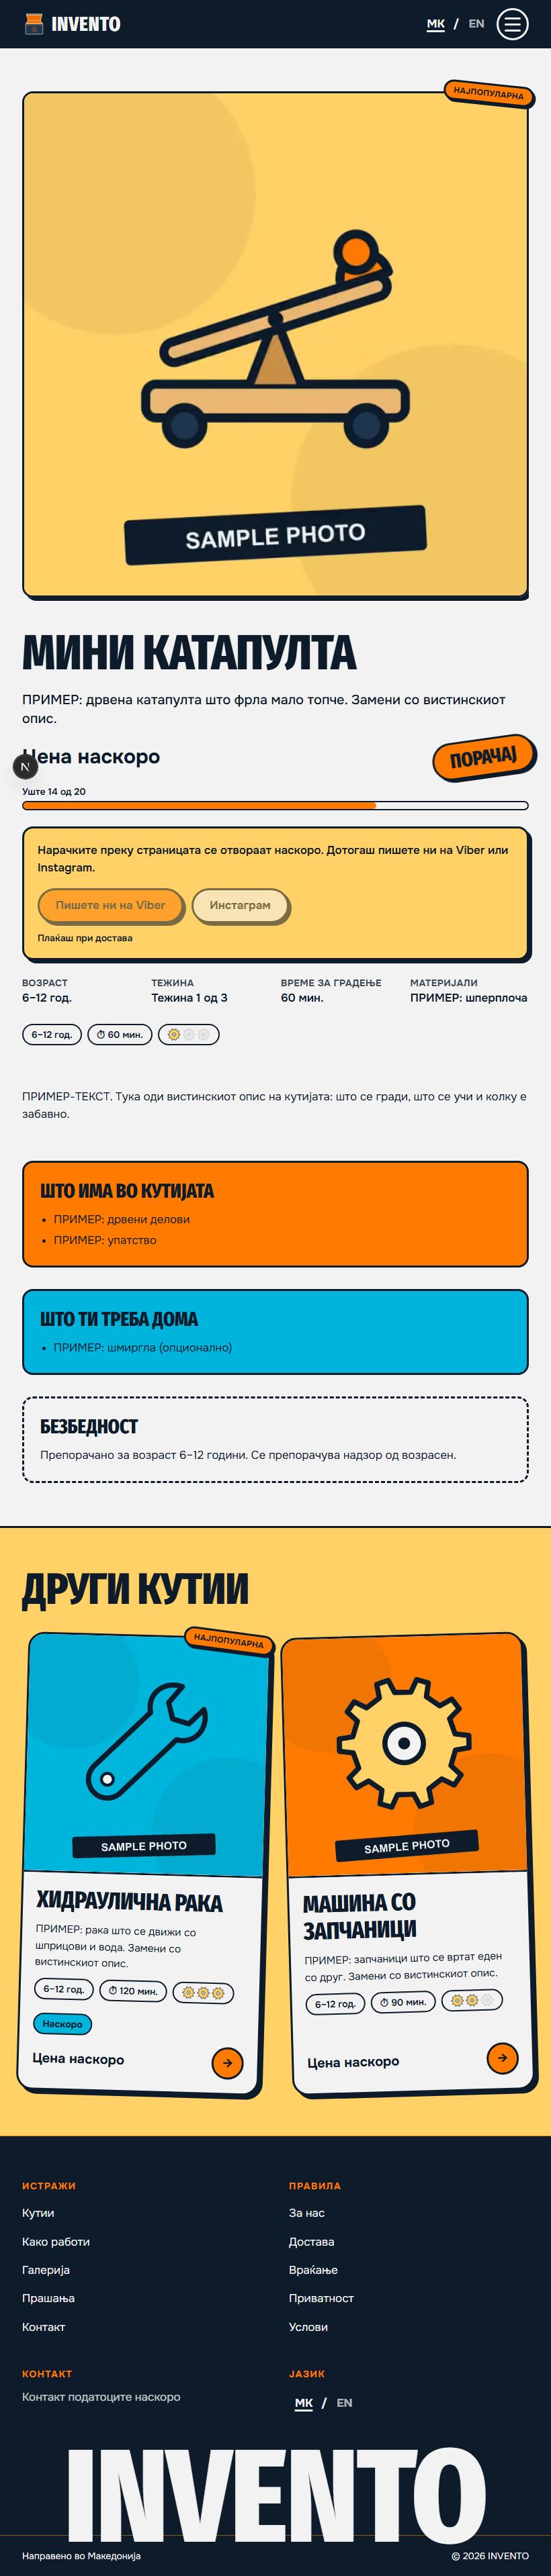 INVENTO
MK / EN
НАЈПОПУЛАРНА
SAMPLE PHOTO
МИНИ КАТАПУЛТА
ПРИМЕР: дрвена катапулта што фрла мало топче. Замени со вистинскиот
опис.
Цена наскоро
ПОРАЧАЈ
N
Уште 14 од 20
Нарачките преку страницата се отвораат наскоро. Дотогаш пишете ни на Viber или
Instagram.
Пишете ни на Viber
Инстаграм
Плаќаш при достава
ВОЗРАСТ
6–12 год.
ТЕЖИНА
Тежина 1 од 3
ВРЕМЕ ЗА ГРАДЕЊЕ
60 мин.
МАТЕРИЈАЛИ
ПРИМЕР: шперплоча
6–12 год.
60 мин.
ПРИМЕР-ТЕКСТ. Тука оди вистинскиот опис на кутијата: што се гради, што се учи и колку е
забавно.
ШТО ИМА ВО КУТИЈАТА
• ПРИМЕР: дрвени делови
• ПРИМЕР: упатство
ШТО ТИ ТРЕБА ДОМА
• ПРИМЕР: шмиргла (опционално)
БЕЗБЕДНОСТ
Препорачано за возраст 6–12 години. Се препорачува надзор од возрасен.
ДРУГИ КУТИИ
НАЈПОПУЛАРНА
SAMPLE PHOTO
ХИДРАУЛИЧНА РАКА
ПРИМЕР: рака што се движи со
шприцови и вода. Замени со
вистинскиот опис.
6–12 год.
120 мин.
Наскоро
Цена наскоро
SAMPLE PHOTO
МАШИНА СО
ЗАПЧАНИЦИ
ПРИМЕР: запчаници што се вртат еден
со друг. Замени со вистинскиот опис.
6–12 год.
90 мин.
Цена наскоро
ИСТРАЖИ
Кутии
Како работи
Галерија
Прашања
Контакт
ПРАВИЛА
За нас
Достава
Враќање
Приватност
Услови
КОНТАКТ
Контакт податоците наскоро
ЈАЗИК
MK / EN
INVENTO
Направено во Македонија
© 2026 INVENTO